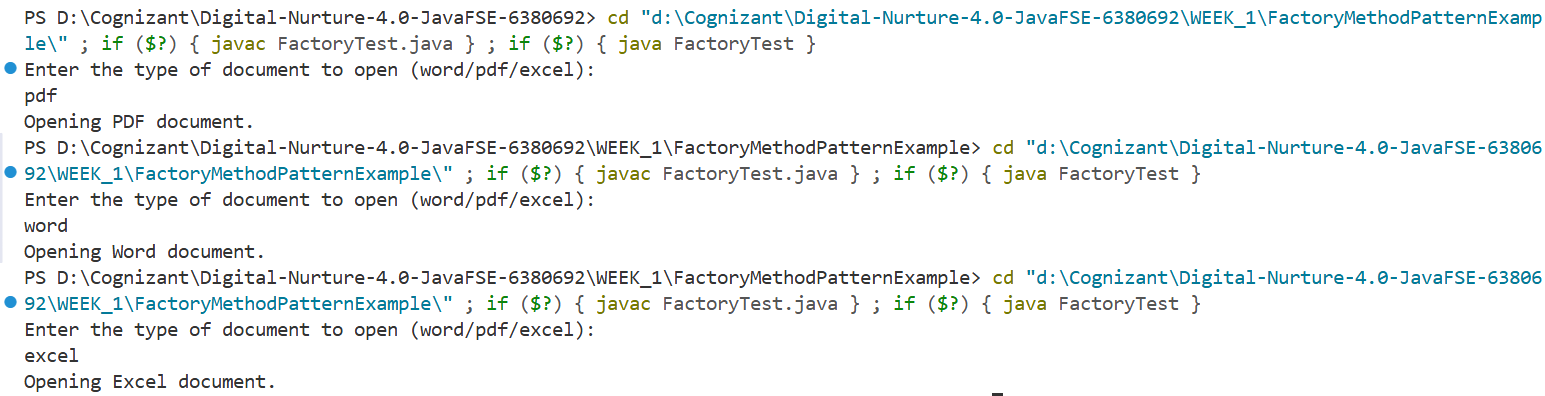 PS D:\Cognizant\Digital-Nurture-4.0-JavaFSE-6380692> cd "d:\Cognizant\Digital-Nurture-4.0-JavaFSE-6380692\WEEK_1\FactoryMethodPatternExamp
le\" ; if ($?) { javac FactoryTest.java } ; if ($?) { java FactoryTest }
Enter the type of document to open (word/pdf/excel):
pdf
Opening PDF document.
PS D:\Cognizant\Digital-Nurture-4.0-JavaFSE-6380692\WEEK_1\FactoryMethodPatternExample> cd "d:\Cognizant\Digital-Nurture-4.0-JavaFSE-63806
92\WEEK_1\FactoryMethodPatternExample\" ; if ($?) { javac FactoryTest.java } ; if ($?) { java FactoryTest }
Enter the type of document to open (word/pdf/excel):
word
Opening Word document.
PS D:\Cognizant\Digital-Nurture-4.0-JavaFSE-6380692\WEEK_1\FactoryMethodPatternExample> cd "d:\Cognizant\Digital-Nurture-4.0-JavaFSE-63806
92\WEEK_1\FactoryMethodPatternExample\" ; if ($?) { javac FactoryTest.java } ; if ($?) { java FactoryTest }
Enter the type of document to open (word/pdf/excel):
excel
Opening Excel document.